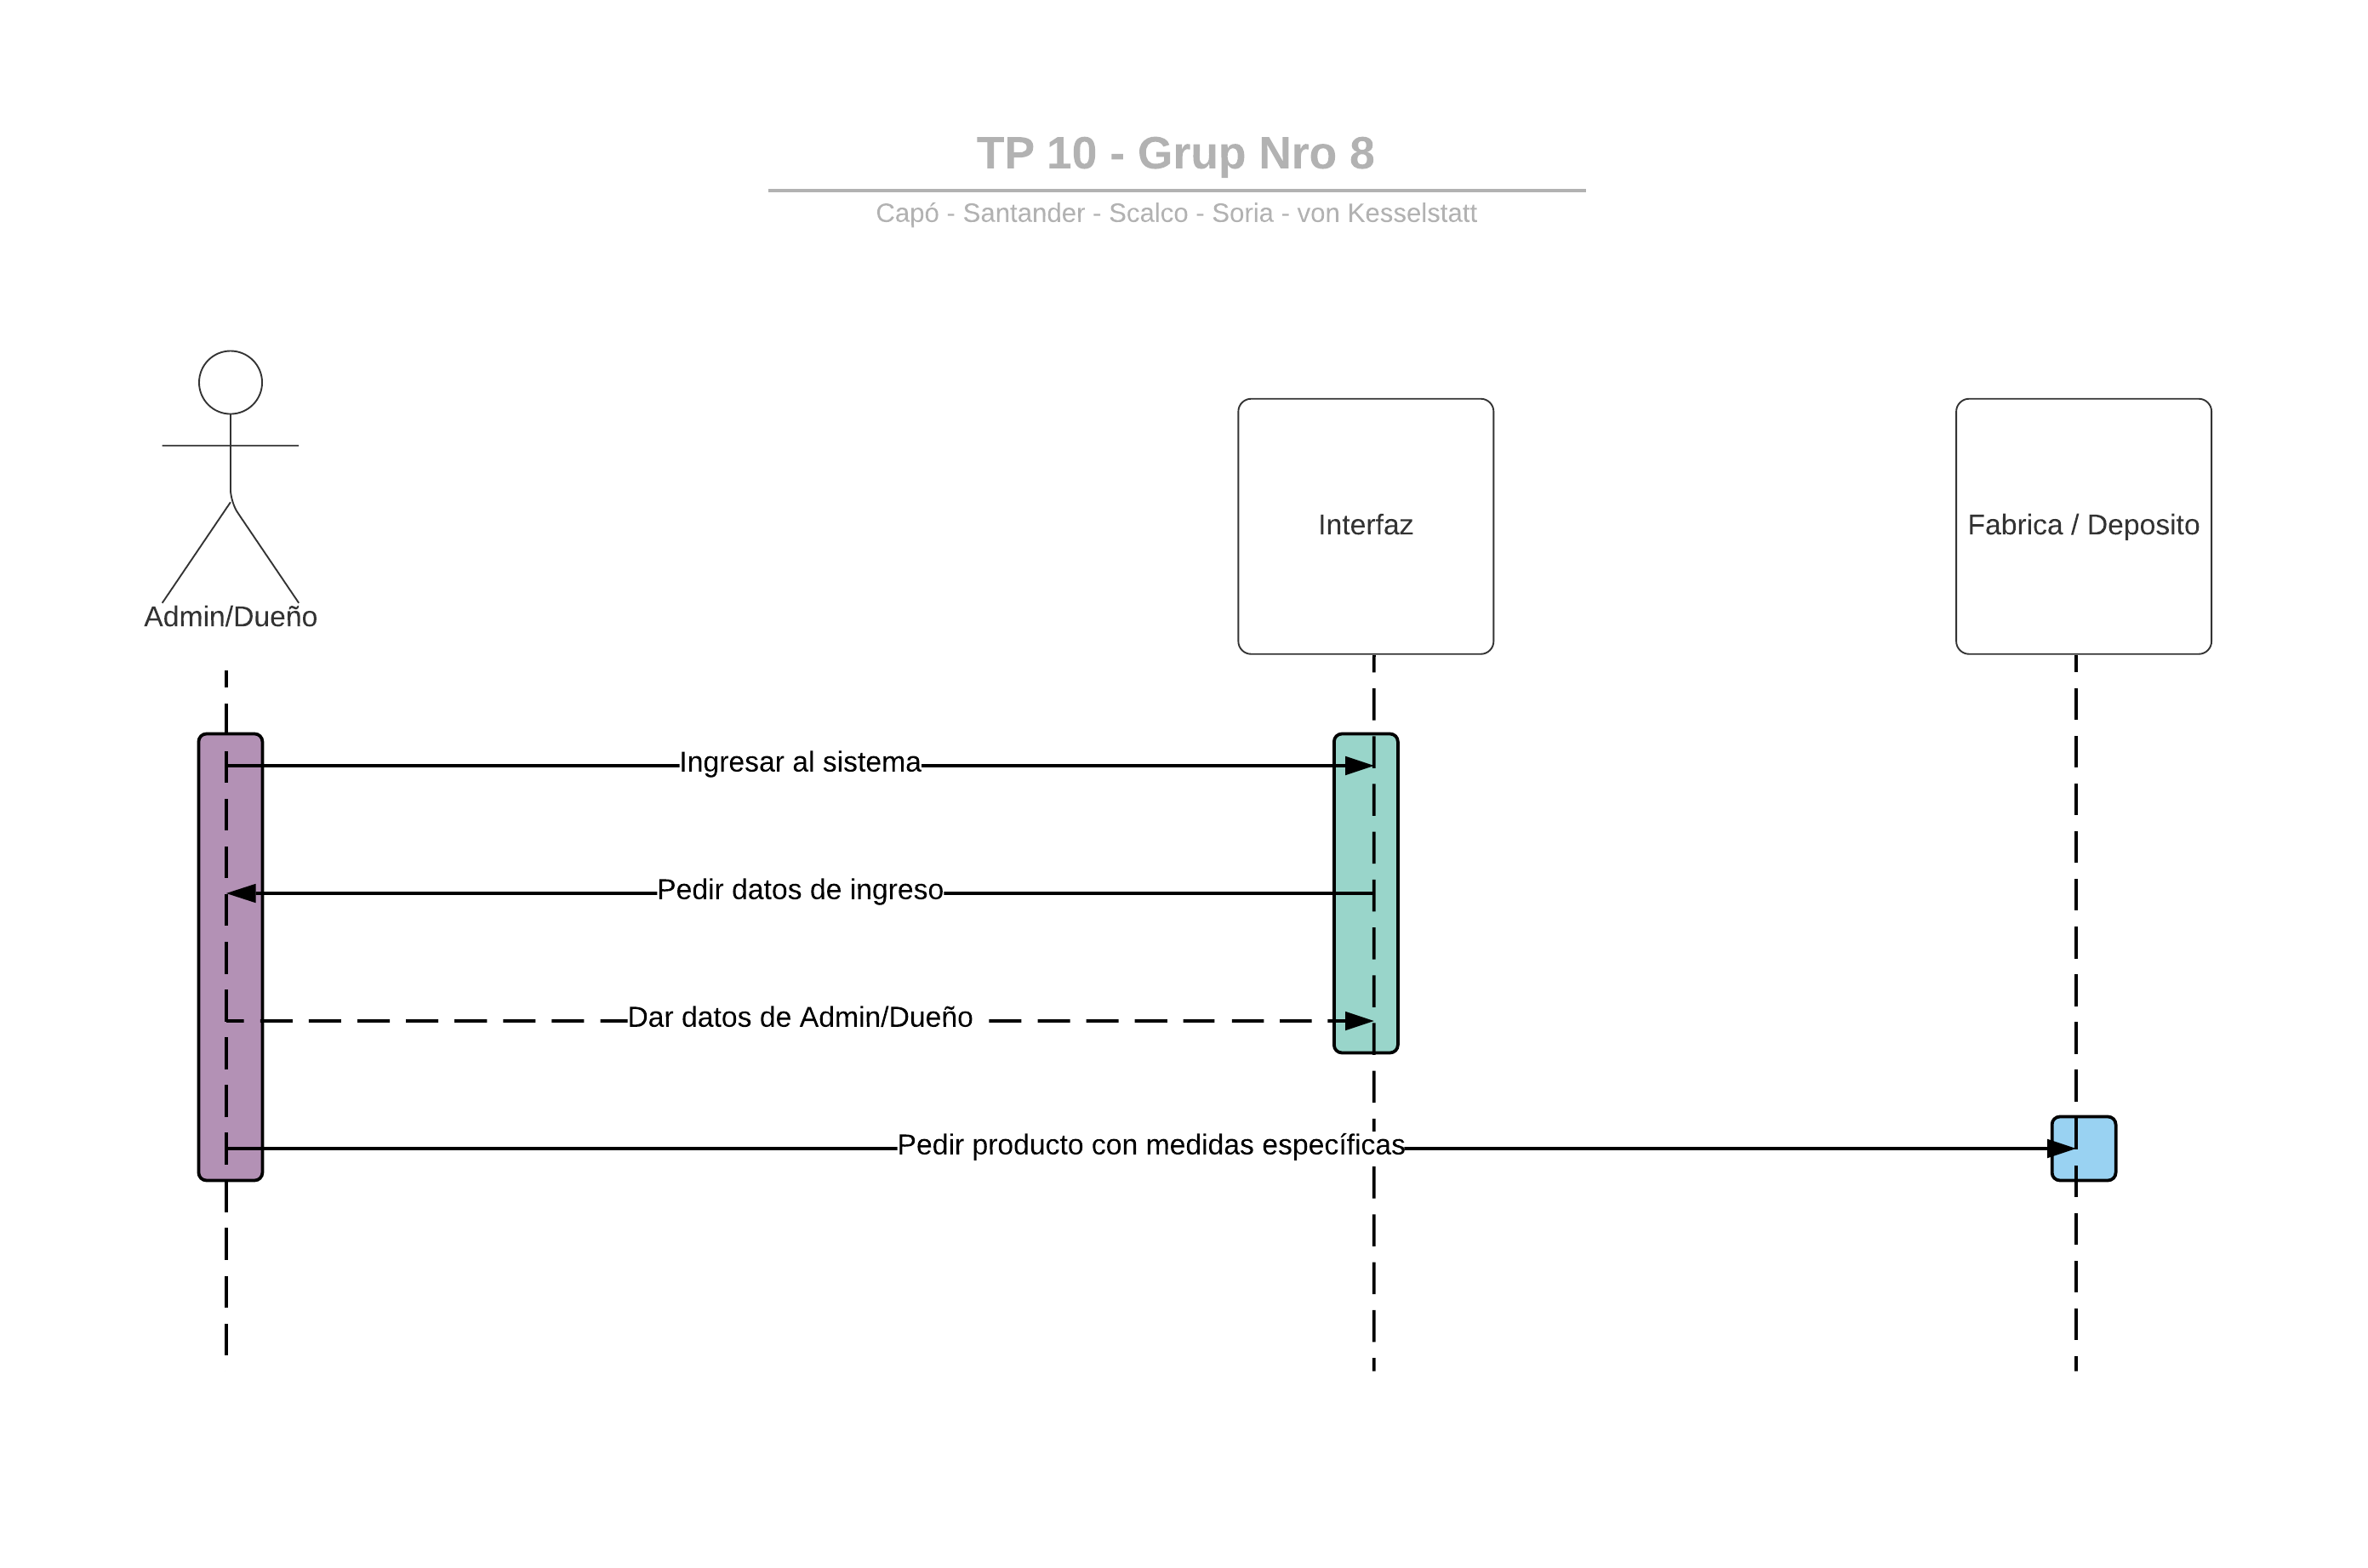 TP 10 - Grup Nro 8
Capó - Santander - Scalco - Soria - von Kesselstatt
Interfaz
Fabrica / Deposito
Admin/Dueño
Ingresar al sistema
Pedir datos de ingreso
Dar datos de Admin/Dueño
Pedir producto con medidas específicas